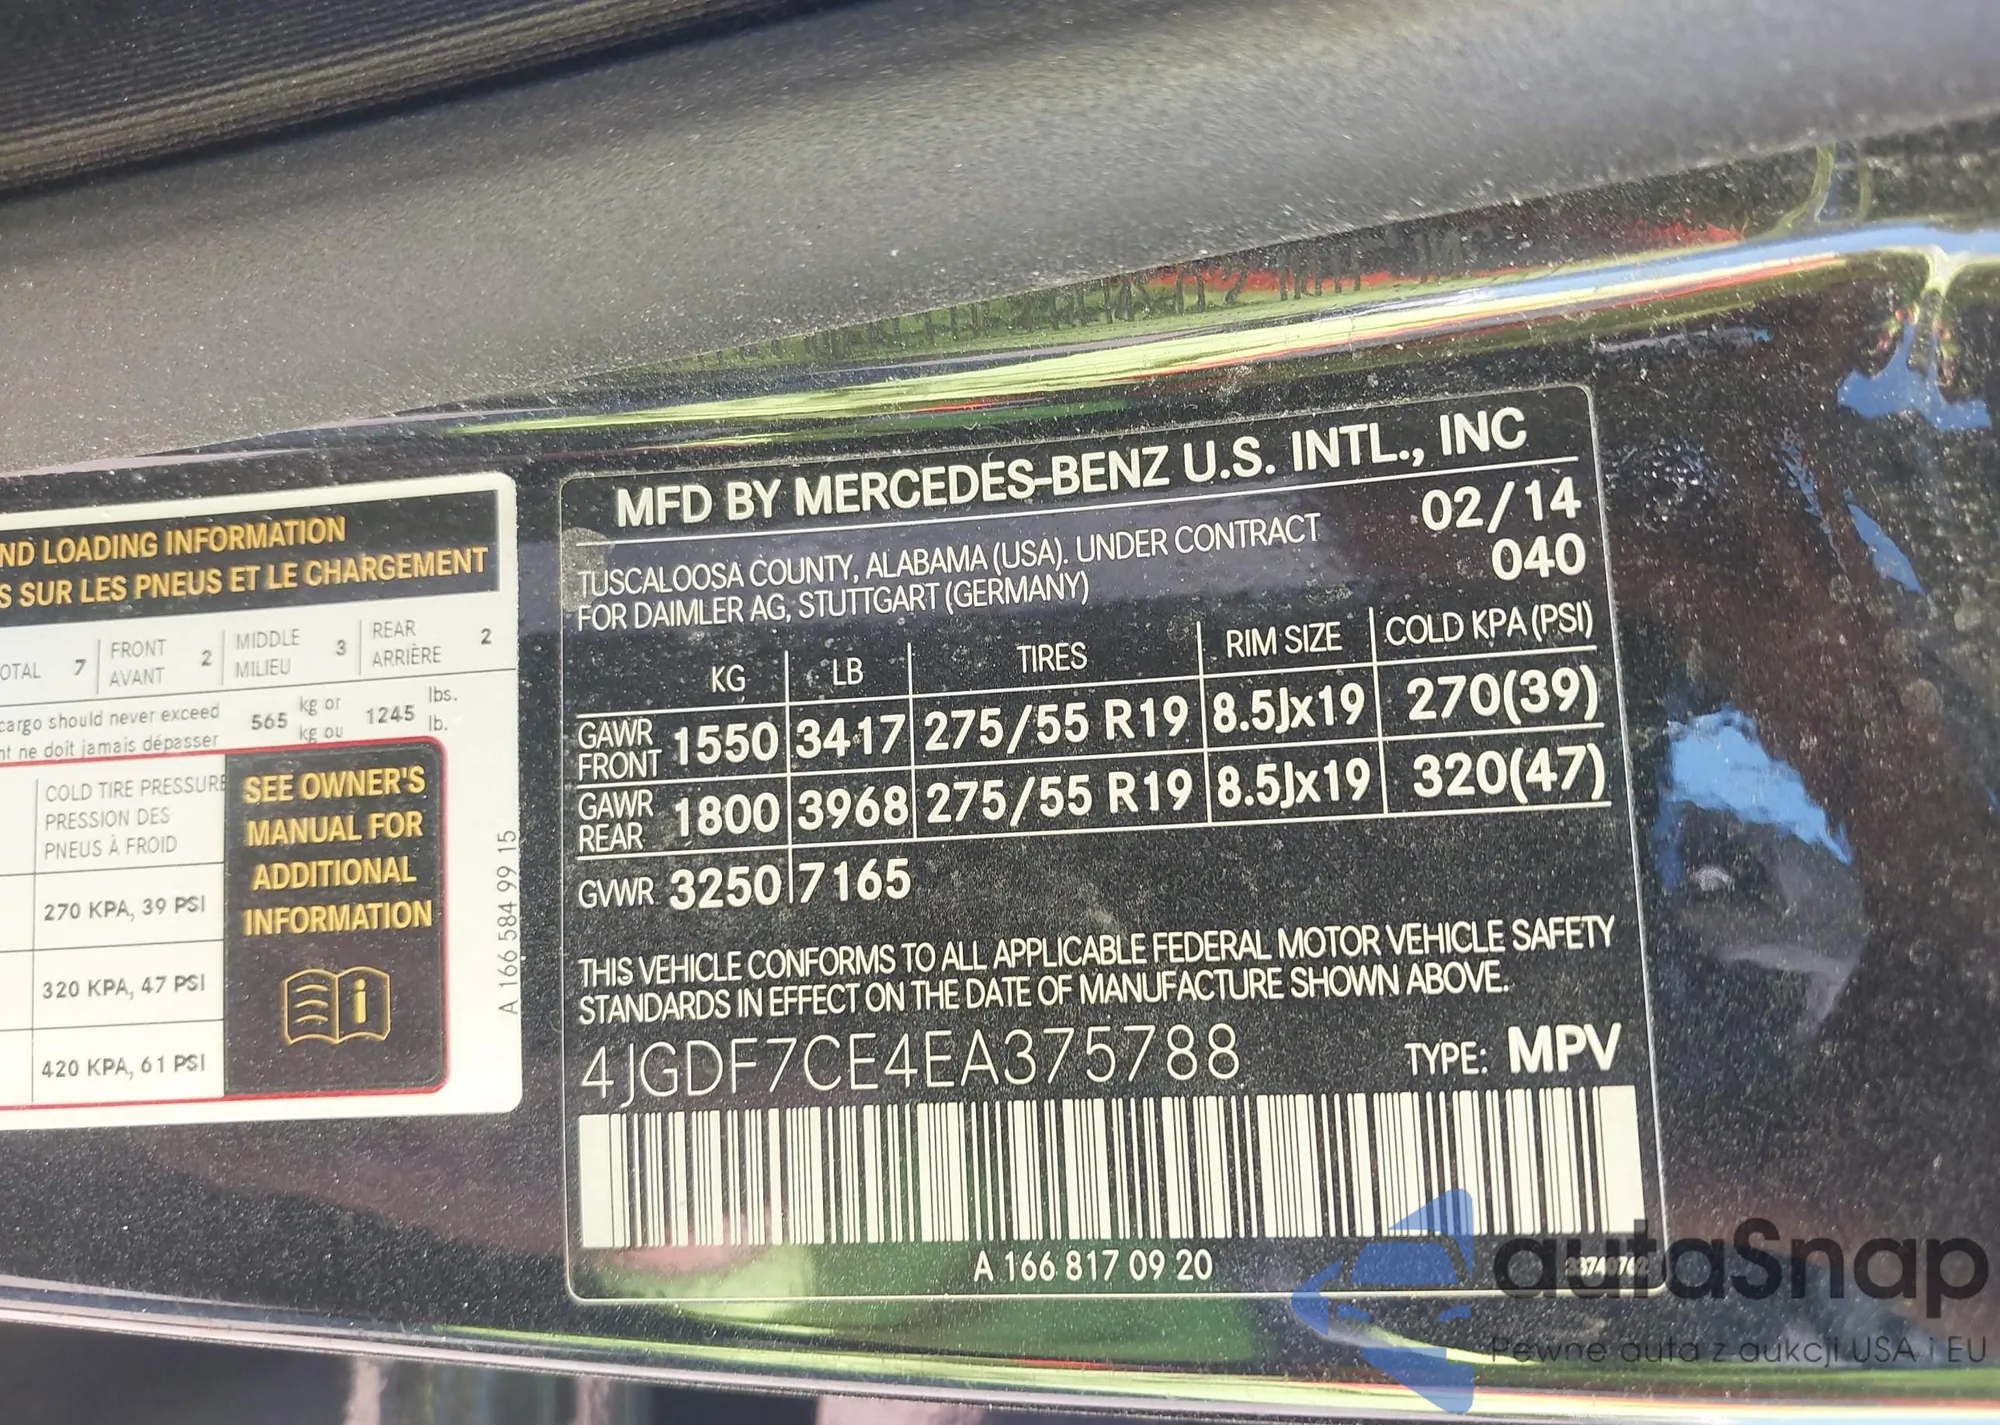 ND LOADING INFORMATION
S SUR LES PNEUS ET LE CHARGEMENT
OTAL 7 FRONT AVANT 2 MIDDLE MILIEU 3 REAR ARRIÈRE 2
cargo should never exceed 565 kg or 1245 lbs.
nt ne doit jamais dépasser kg ou lb.
COLD TIRE PRESSURE
PRESSION DES
PNEUS À FROID
270 KPA, 39 PSI
320 KPA, 47 PSI
420 KPA, 61 PSI
SEE OWNER'S
MANUAL FOR
ADDITIONAL
INFORMATION
A 166 584 99 15
MFD BY MERCEDES-BENZ U.S. INTL., INC
TUSCALOOSA COUNTY, ALABAMA (USA). UNDER CONTRACT 02/14
FOR DAIMLER AG, STUTTGART (GERMANY) 040
KG LB TIRES RIM SIZE COLD KPA (PSI)
GAWR FRONT 1550 3417 275/55 R19 8.5Jx19 270(39)
GAWR REAR 1800 3968 275/55 R19 8.5Jx19 320(47)
GVWR 3250 7165
THIS VEHICLE CONFORMS TO ALL APPLICABLE FEDERAL MOTOR VEHICLE SAFETY
STANDARDS IN EFFECT ON THE DATE OF MANUFACTURE SHOWN ABOVE.
4JGDF7CE4EA375788 TYPE: MPV
A 166 817 09 20
33740762
autaSnap
Pewne auta z aukcji USA i EU